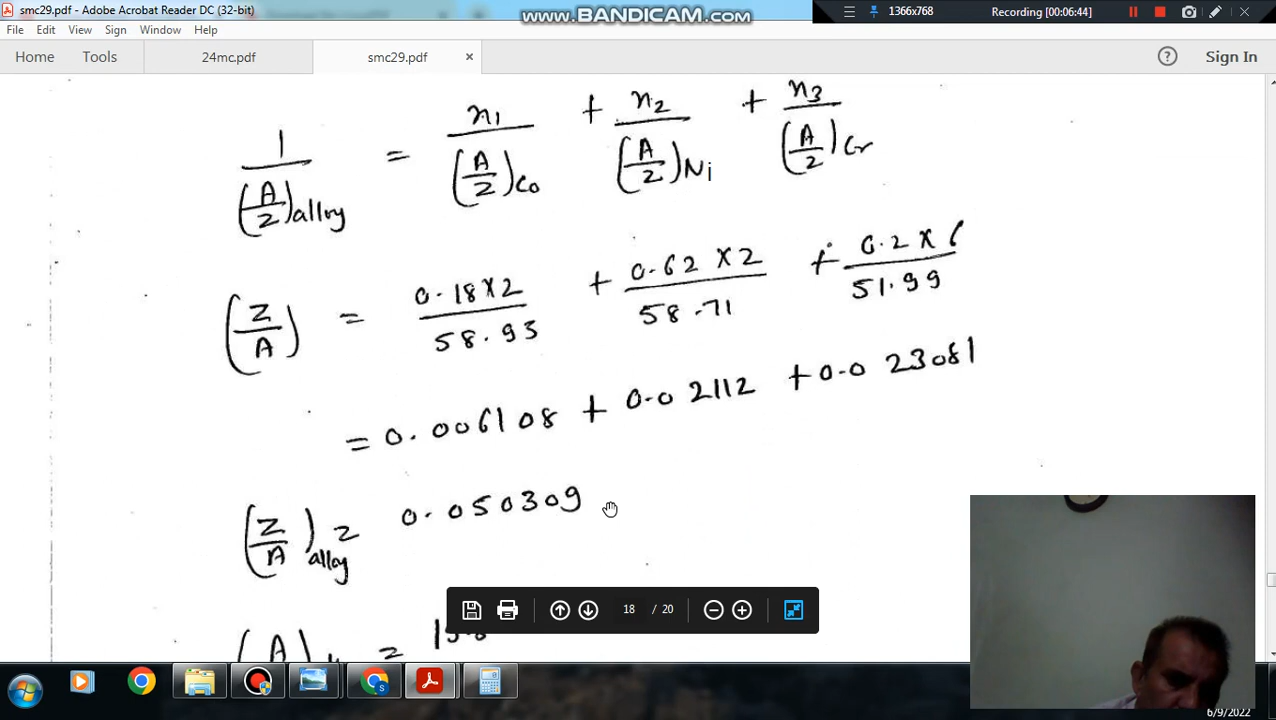 smc29.pdf - Adobe Acrobat Reader DC (32-bit)
www.BANDICAM.com
1366x768
Recording [00:06:44]
File Edit View Sign Window Help
Home Tools 24mc.pdf smc29.pdf × Sign In
1/(A/Z)alloy = n1/(A/Z)Co + n2/(A/Z)Ni + n3/(A/Z)Cr
(Z/A) = 0.18×2/58.93 + 0.62×2/58.71 + 0.2×6/51.99
= 0.006108 + 0.02112 + 0.023081
(Z/A)alloy = 0.050309
18 / 20
6/9/2022